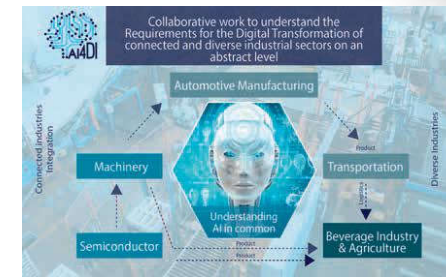 AI4DI
Collaborative work to understand the
Requirements for the Digital Transformation of
connected and diverse industrial sectors on an
abstract level
Automotive Manufacturing
Connected industries
Integration
Diverse Industries
Product
Machinery
Transportation
Logistics
Understanding
AI in common
Semiconductor
Product
Product
Beverage Industry
& Agriculture